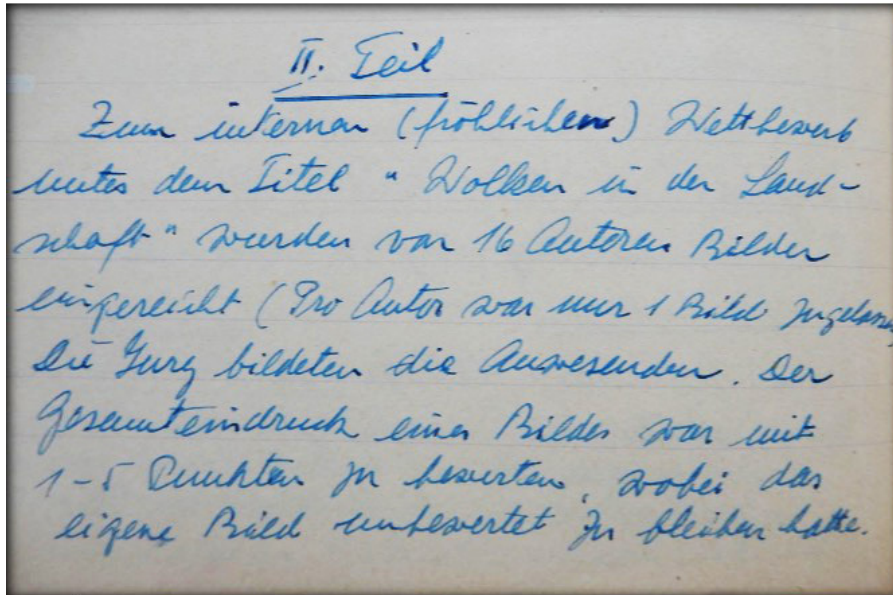 II. Teil
Zum internen (fröhlichen) Wettbewerb
unter dem Titel "Wolken in der Land-
schaft" wurden von 16 Autoren Bilder
eingereicht (Pro Autor war nur 1 Bild zugelassen)
Die Jury bildeten die Anwesenden. Der
Gesamteindruck eines Bildes war mit
1-5 Punkten zu bewerten, wobei das
eigene Bild unbewertet zu bleiben hatte.